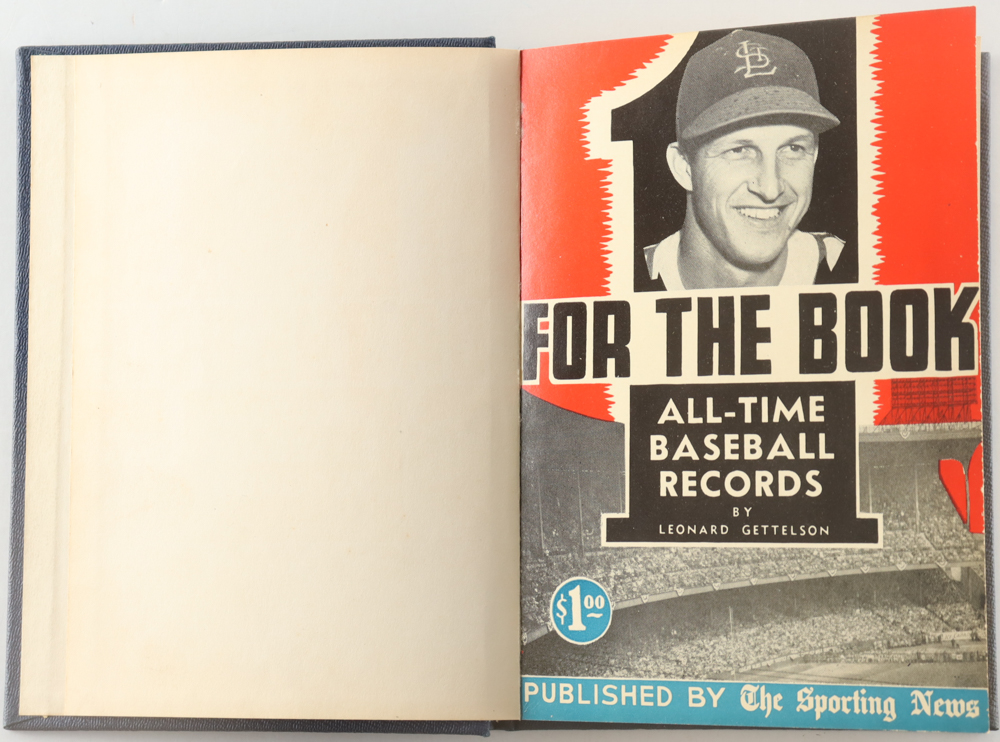 STL
1 FOR THE BOOK
ALL-TIME
BASEBALL
RECORDS
BY
LEONARD GETTELSON
$1.00
PUBLISHED BY The Sporting News